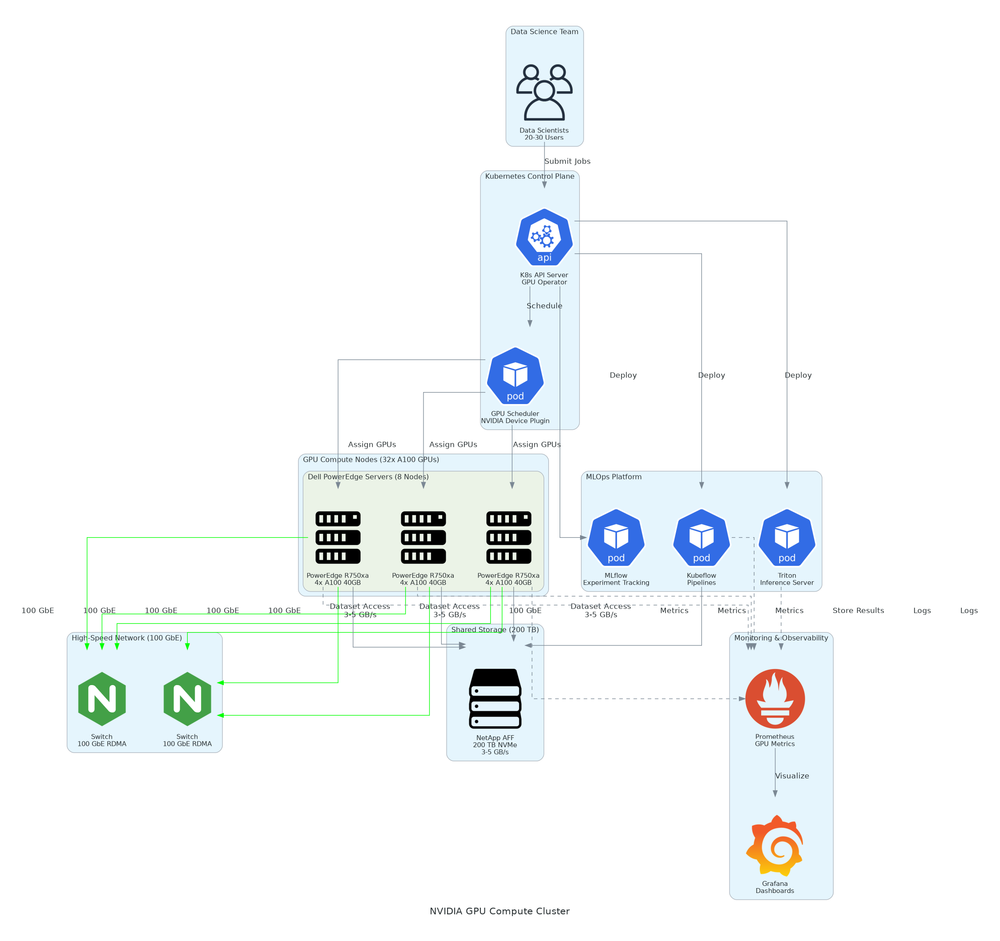 Data Science Team
Data Scientists
20-30 Users
Submit Jobs
Kubernetes Control Plane
api
K8s API Server
GPU Operator
Schedule
pod
GPU Scheduler
NVIDIA Device Plugin
Deploy
Deploy
Deploy
Assign GPUs
Assign GPUs
Assign GPUs
GPU Compute Nodes (32x A100 GPUs)
Dell PowerEdge Servers (8 Nodes)
PowerEdge R750xa
4x A100 40GB
PowerEdge R750xa
4x A100 40GB
PowerEdge R750xa
4x A100 40GB
MLOps Platform
pod
MLflow
Experiment Tracking
pod
Kubeflow
Pipelines
pod
Triton
Inference Server
100 GbE
100 GbE
100 GbE
100 GbE
100 GbE
Dataset Access
3-5 GB/s
Dataset Access
3-5 GB/s
100 GbE
Dataset Access
3-5 GB/s
Metrics
Metrics
Metrics
Store Results
Logs
Logs
High-Speed Network (100 GbE)
N
Switch
100 GbE RDMA
N
Switch
100 GbE RDMA
Shared Storage (200 TB)
NetApp AFF
200 TB NVMe
3-5 GB/s
Monitoring & Observability
Prometheus
GPU Metrics
Visualize
Grafana
Dashboards
NVIDIA GPU Compute Cluster